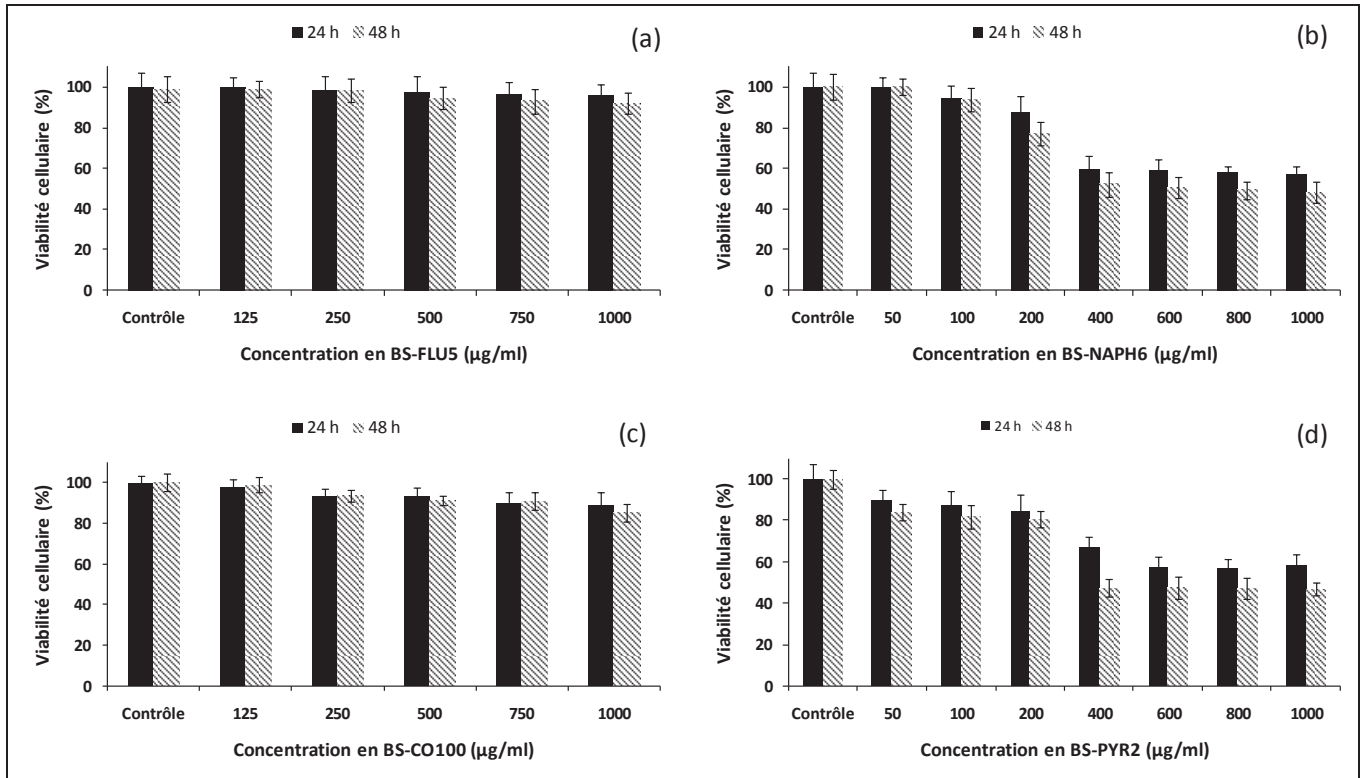 24 h 48 h
(a)
Viabilité cellulaire (%)
100
80
60
40
20
0
Contrôle 125 250 500 750 1000
Concentration en BS-FLU5 (µg/ml)
24 h 48 h
(b)
Viabilité cellulaire (%)
100
80
60
40
20
0
Contrôle 50 100 200 400 600 800 1000
Concentration en BS-NAPH6 (µg/ml)
24 h 48 h
(c)
Viabilité cellulaire (%)
100
80
60
40
20
0
Contrôle 125 250 500 750 1000
Concentration en BS-CO100 (µg/ml)
24 h 48 h
(d)
Viabilité cellulaire (%)
100
80
60
40
20
0
Contrôle 50 100 200 400 600 800 1000
Concentration en BS-PYR2 (µg/ml)